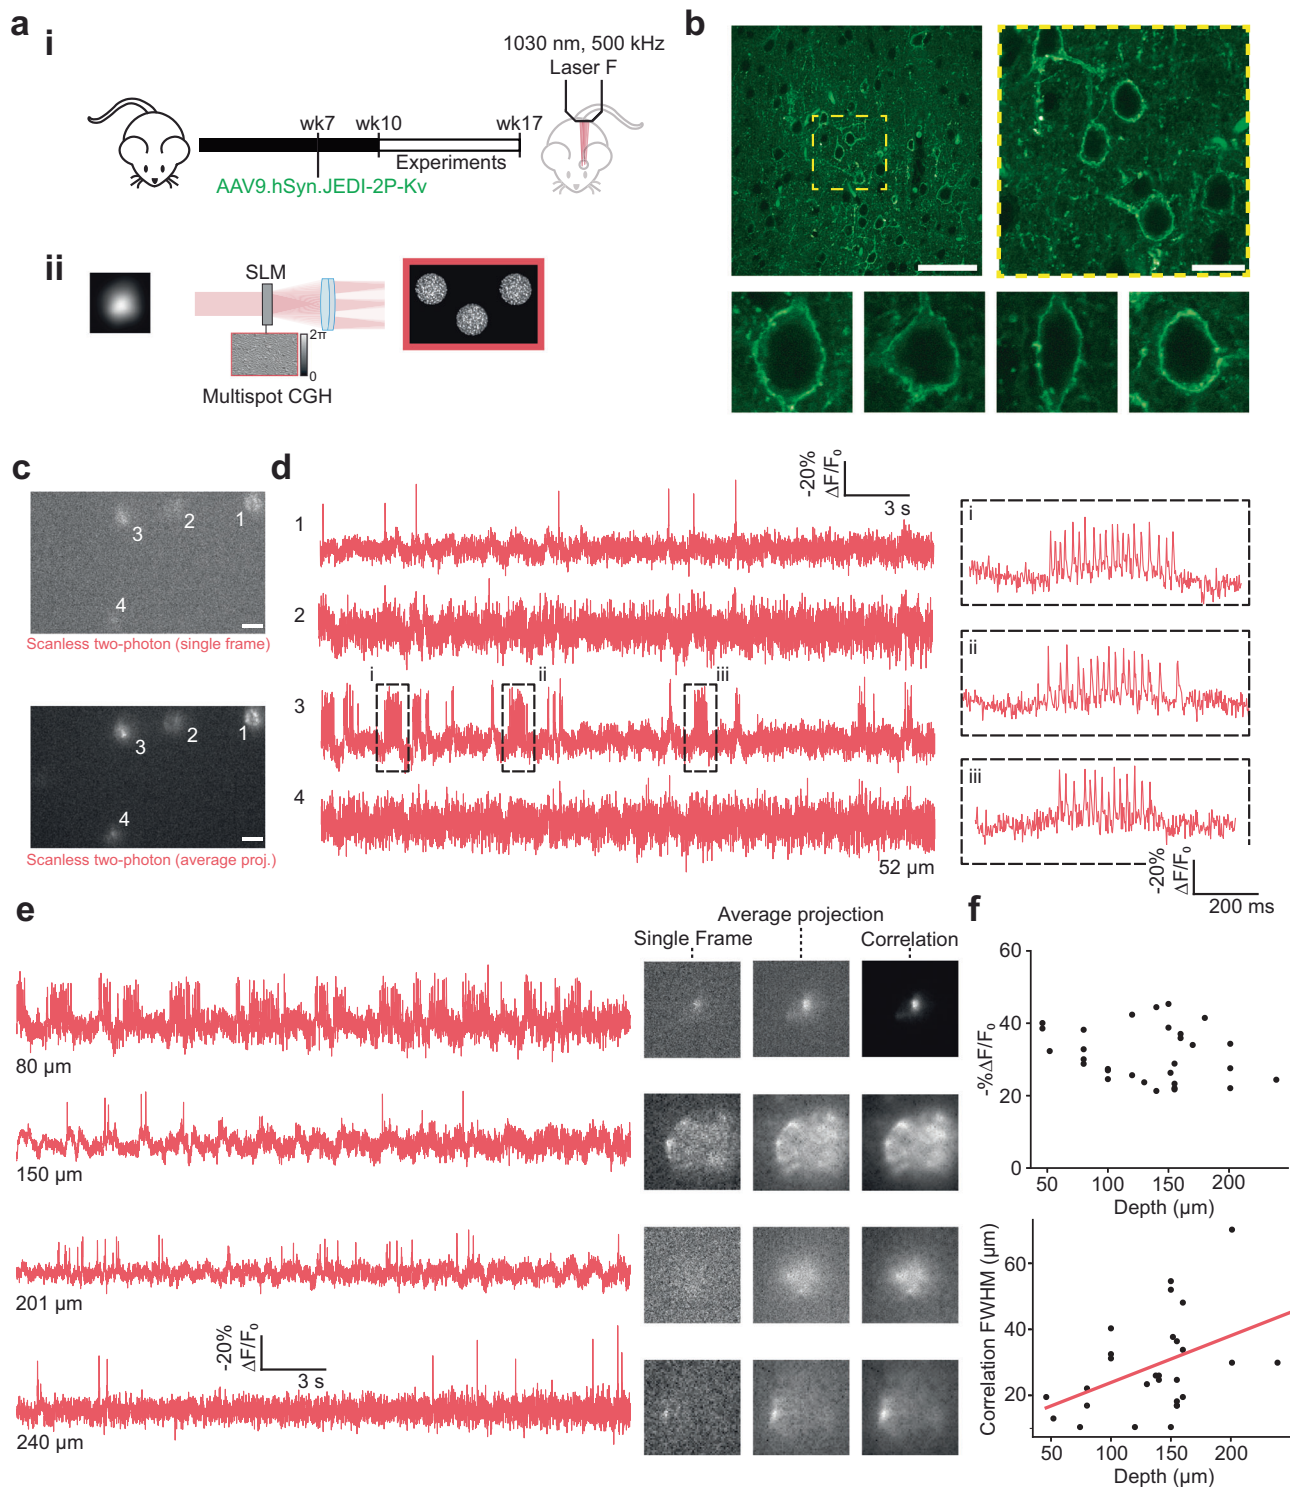 a
i
1030 nm, 500 kHz
Laser F
wk7
wk10
wk17
Experiments
AAV9.hSyn.JEDI-2P-Kv
ii
SLM
2π
0
Multispot CGH
b
c
1
2
3
4
Scanless two-photon (single frame)
1
2
3
4
Scanless two-photon (average proj.)
d
-20%
ΔF/F₀
3 s
1
2
3
i
ii
iii
4
52 µm
i
ii
iii
-20%
ΔF/F₀
200 ms
e
Average projection
Single Frame
Correlation
80 µm
150 µm
201 µm
-20%
ΔF/F₀
3 s
240 µm
f
60
40
20
0
-%ΔF/F₀
50
100
150
200
Depth (µm)
60
40
20
Correlation FWHM (µm)
50
100
150
200
Depth (µm)